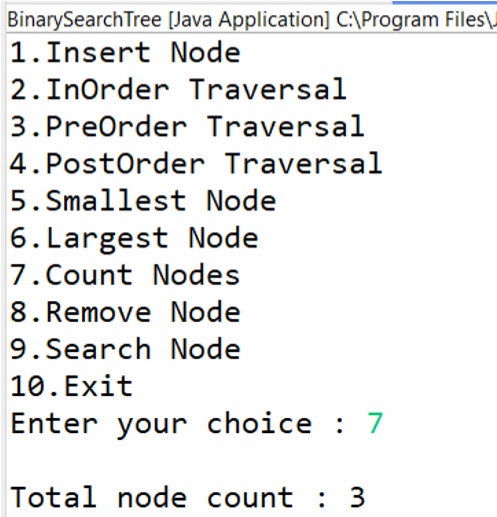 BinarySearchTree [Java Application] C:\Program Files\
1.Insert Node
2.InOrder Traversal
3.PreOrder Traversal
4.PostOrder Traversal
5.Smallest Node
6.Largest Node
7.Count Nodes
8.Remove Node
9.Search Node
10.Exit
Enter your choice : 7
Total node count : 3